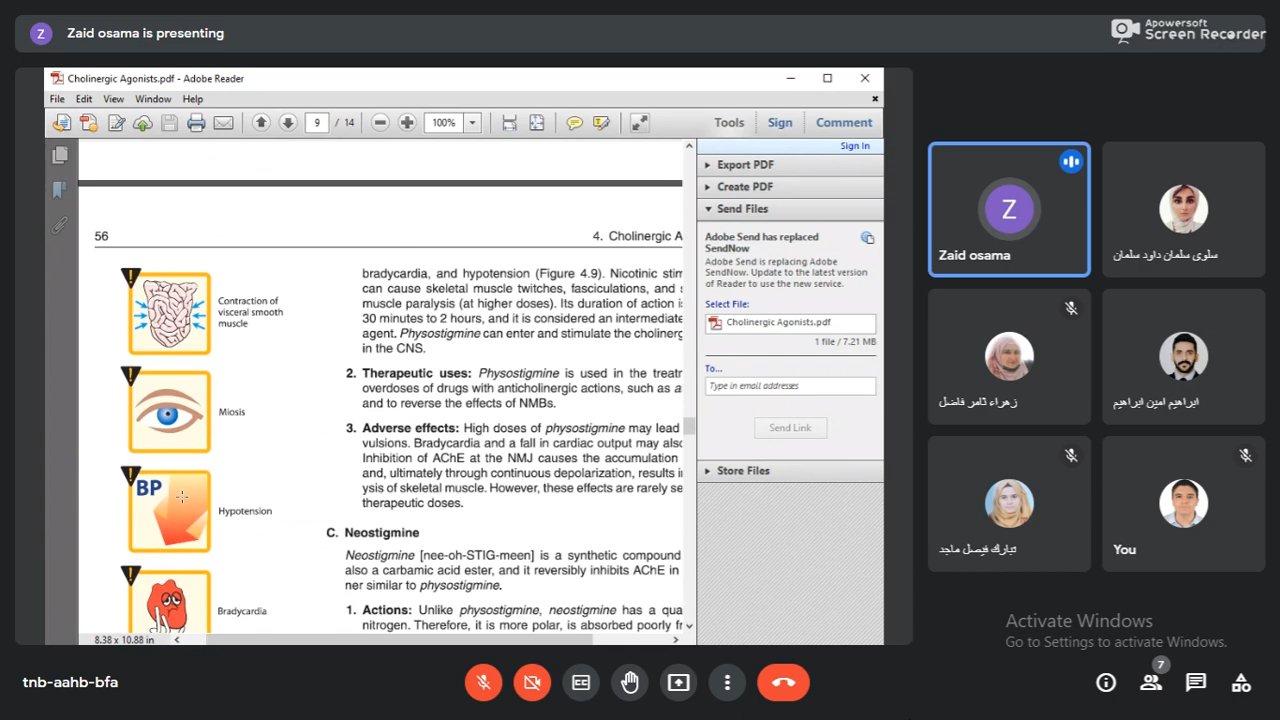 Z Zaid osama is presenting
Apowersoft
Screen Recorder
Cholinergic Agonists.pdf - Adobe Reader
File Edit View Window Help
9 / 14 100% Tools Sign Comment
Sign In
Export PDF
Create PDF
Send Files
Adobe Send has replaced
SendNow
Adobe Send is replacing Adobe
SendNow. Update to the latest version
of Reader to use the new service.
Select File:
Cholinergic Agonists.pdf
1 file / 7.21 MB
To...
Type in email addresses
Send Link
Store Files
56 4. Cholinergic A
Contraction of
visceral smooth
muscle
Miosis
BP
Hypotension
Bradycardia
bradycardia, and hypotension (Figure 4.9). Nicotinic stim
can cause skeletal muscle twitches, fasciculations, and s
muscle paralysis (at higher doses). Its duration of action is
30 minutes to 2 hours, and it is considered an intermediate
agent. Physostigmine can enter and stimulate the cholinerg
in the CNS.
2. Therapeutic uses: Physostigmine is used in the treatr
overdoses of drugs with anticholinergic actions, such as a
and to reverse the effects of NMBs.
3. Adverse effects: High doses of physostigmine may lead
vulsions. Bradycardia and a fall in cardiac output may also
Inhibition of AChE at the NMJ causes the accumulation
and, ultimately through continuous depolarization, results in
ysis of skeletal muscle. However, these effects are rarely se
therapeutic doses.
C. Neostigmine
Neostigmine [nee-oh-STIG-meen] is a synthetic compound
also a carbamic acid ester, and it reversibly inhibits AChE in
ner similar to physostigmine.
1. Actions: Unlike physostigmine, neostigmine has a qua
nitrogen. Therefore, it is more polar, is absorbed poorly fr
8.38 x 10.88 in
Z
Zaid osama
سلوى سلمان داود سلمان
زهراء ثامر فاضل
ابراهيم امين ابراهيم
تبارك فيصل ماجد
You
Activate Windows
Go to Settings to activate Windows.
tnb-aahb-bfa
7